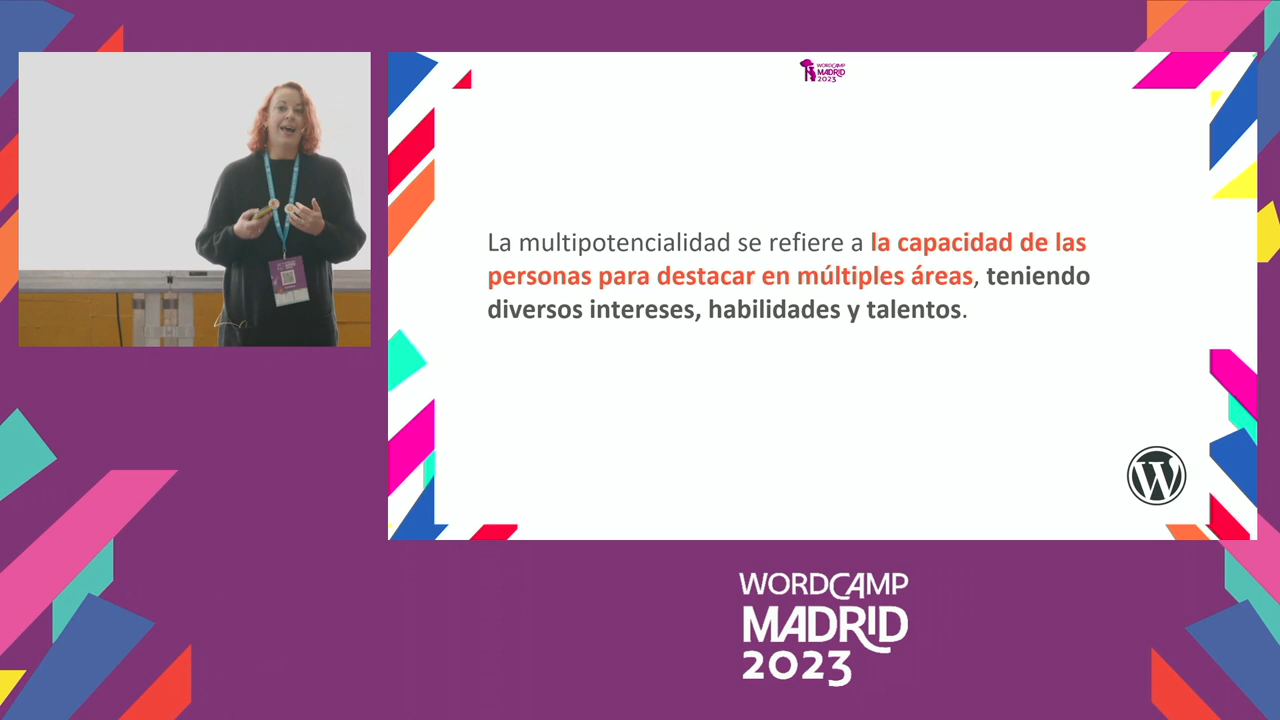 WORDCAMP
MADRID
2023
La multipotencialidad se refiere a la capacidad de las
personas para destacar en múltiples áreas, teniendo
diversos intereses, habilidades y talentos.
W
WORDCAMP
MADRID
2023